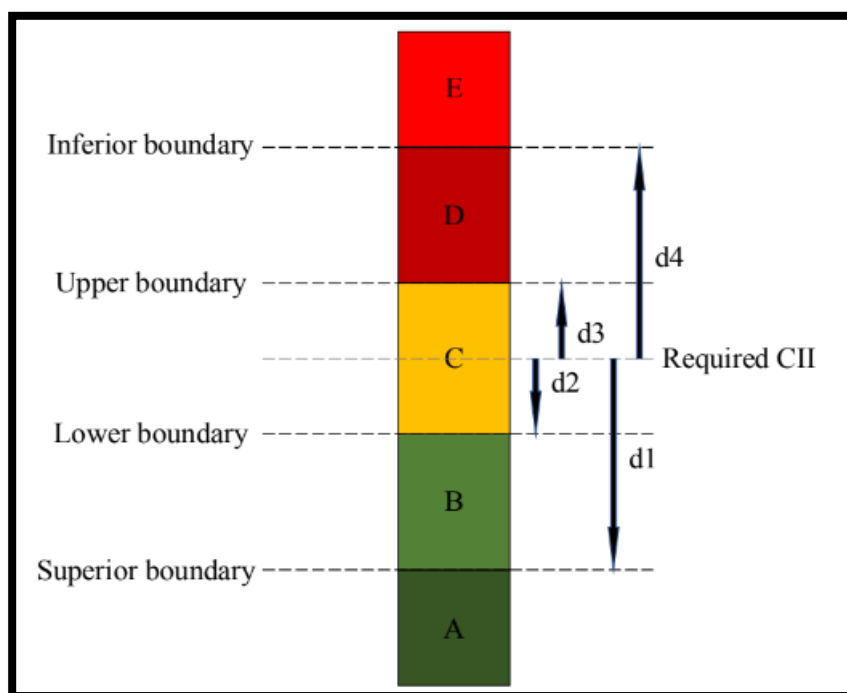 E
Inferior boundary
D
d4
Upper boundary
d3
C
Required CII
d2
Lower boundary
d1
B
Superior boundary
A